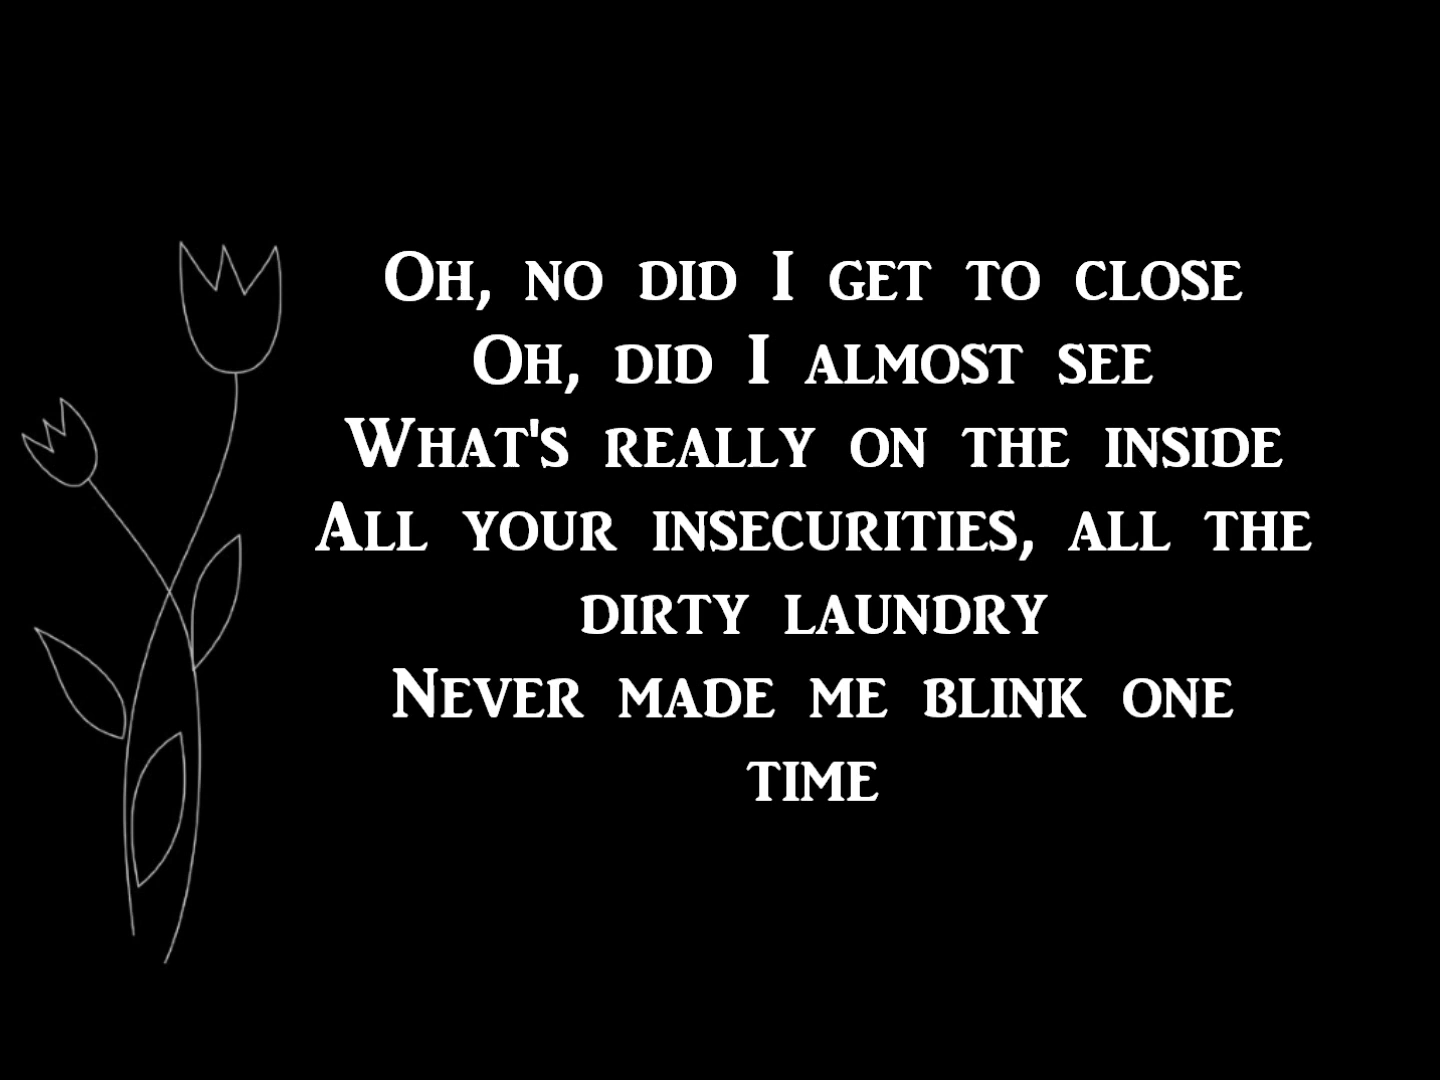 Oh, no did I get to close
Oh, did I almost see
What's really on the inside
All your insecurities, all the
dirty laundry
Never made me blink one
time